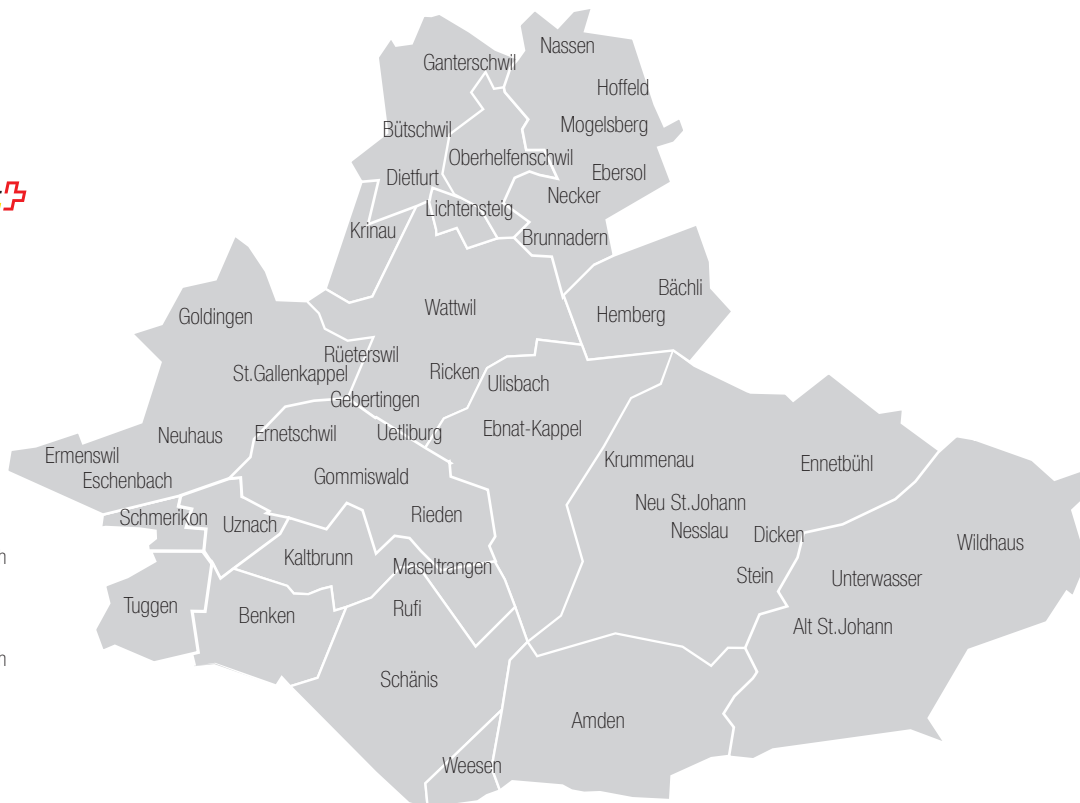 Nassen
Ganterschwil
Hoffeld
Mogelsberg
Bütschwil
Oberhelfenschwil
Ebersol
Dietfurt
Necker
Lichtensteig
Krinau
Brunnadern
Bächli
Wattwil
Hemberg
Goldingen
Rüeterswil
St.Gallenkappel
Ricken
Ulisbach
Gebertingen
Ebnat-Kappel
Neuhaus
Ernetschwil
Uetliburg
Ermenswil
Krummenau
Ennetbühl
Eschenbach
Gommiswald
Neu St.Johann
Schmerikon
Uznach
Rieden
Nesslau
Dicken
Wildhaus
Kaltbrunn
Maseltrangen
Stein
Unterwasser
Tuggen
Benken
Rufi
Alt St.Johann
Schänis
Amden
Weesen